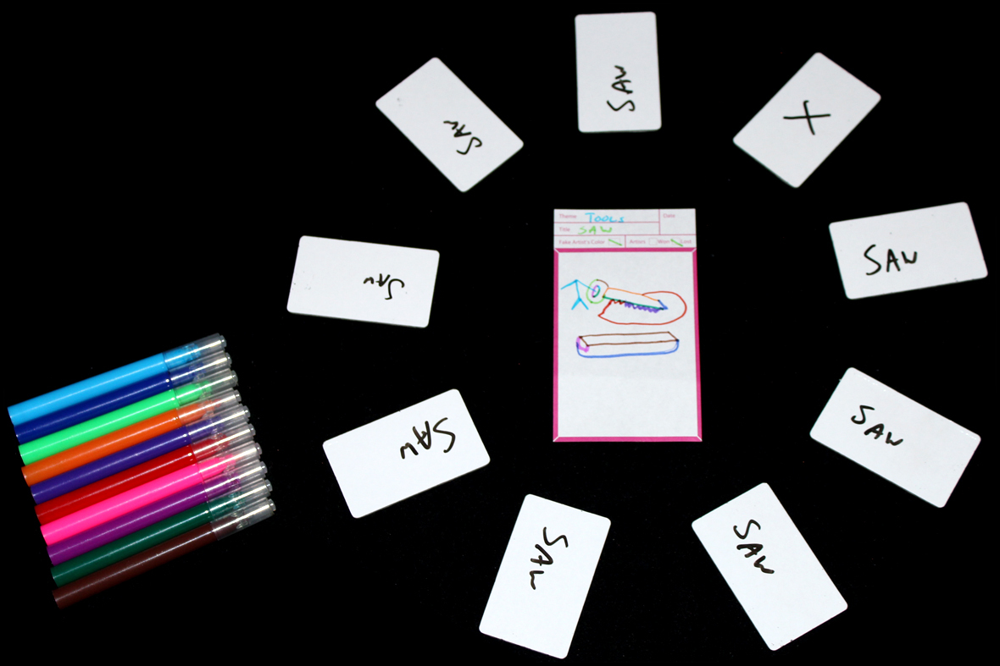 SAW
SAW
X
SAW
SAW
Theme: TOOLS
Date
Title: SAW
Fake Artist's Color
Artists Won Lost
SAW
SAW
SAW
SAW